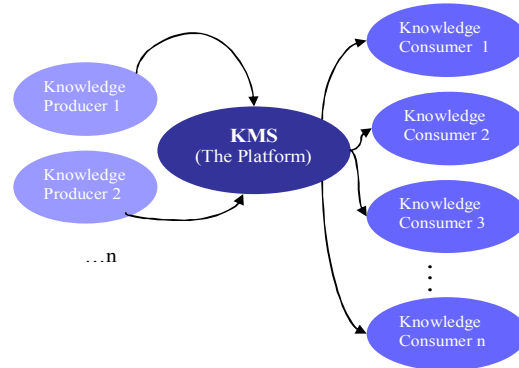 Knowledge
Producer 1
Knowledge
Producer 2
…n
KMS
(The Platform)
Knowledge
Consumer 1
Knowledge
Consumer 2
Knowledge
Consumer 3
Knowledge
Consumer n